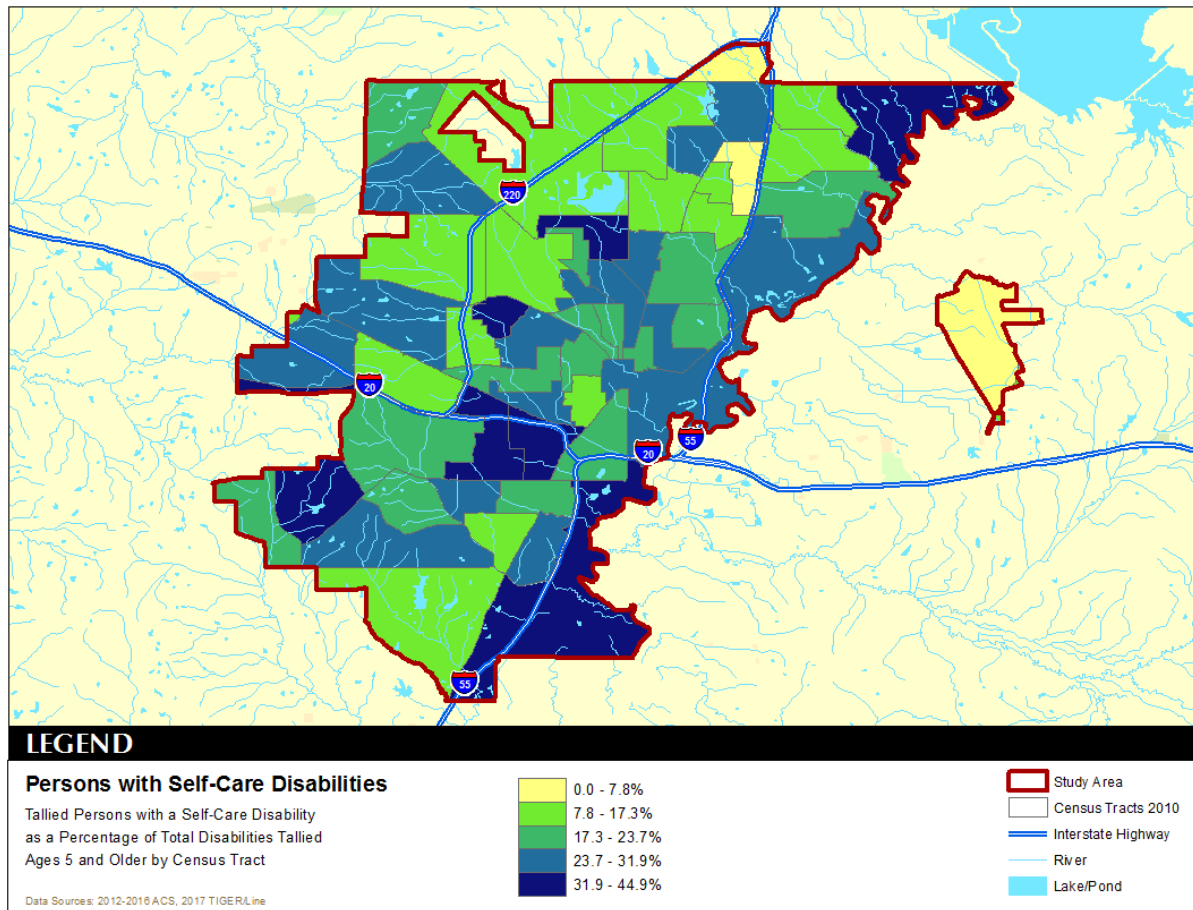 220
20
20
55
55
LEGEND
Persons with Self-Care Disabilities
Tallied Persons with a Self-Care Disability
as a Percentage of Total Disabilities Tallied
Ages 5 and Older by Census Tract
Data Sources: 2012-2016 ACS, 2017 TIGER/Line
0.0 - 7.8%
7.8 - 17.3%
17.3 - 23.7%
23.7 - 31.9%
31.9 - 44.9%
Study Area
Census Tracts 2010
Interstate Highway
River
Lake/Pond